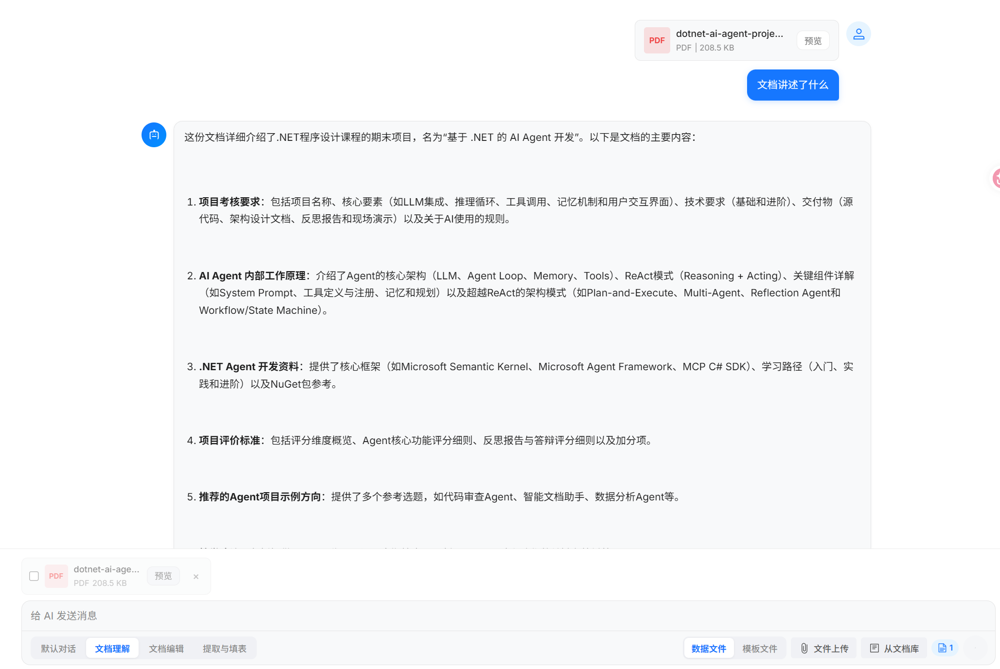 PDF
dotnet-ai-agent-proje...
PDF | 208.5 KB
预览
文档讲述了什么
这份文档详细介绍了.NET程序设计课程的期末项目，名为“基于 .NET 的 AI Agent 开发”。以下是文档的主要内容：
1. 项目考核要求：包括项目名称、核心要素（如LLM集成、推理循环、工具调用、记忆机制和用户交互界面）、技术要求（基础和进阶）、交付物（源
代码、架构设计文档、反思报告和现场演示）以及关于AI使用的规则。
2. AI Agent 内部工作原理：介绍了Agent的核心架构（LLM、Agent Loop、Memory、Tools）、ReAct模式（Reasoning + Acting）、关键组件详解
（如System Prompt、工具定义与注册、记忆和规划）以及超越ReAct的架构模式（如Plan-and-Execute、Multi-Agent、Reflection Agent和
Workflow/State Machine）。
3. .NET Agent 开发资料：提供了核心框架（如Microsoft Semantic Kernel、Microsoft Agent Framework、MCP C# SDK）、学习路径（入门、实
践和进阶）以及NuGet包参考。
4. 项目评价标准：包括评分维度概览、Agent核心功能评分细则、反思报告与答辩评分细则以及加分项。
5. 推荐的Agent项目示例方向：提供了多个参考选题，如代码审查Agent、智能文档助手、数据分析Agent等。
PDF
dotnet-ai-age...
PDF 208.5 KB
预览
×
给 AI 发送消息
默认对话 文档理解 文档编辑 提取与填表
数据文件 模板文件 文件上传 从文档库 1